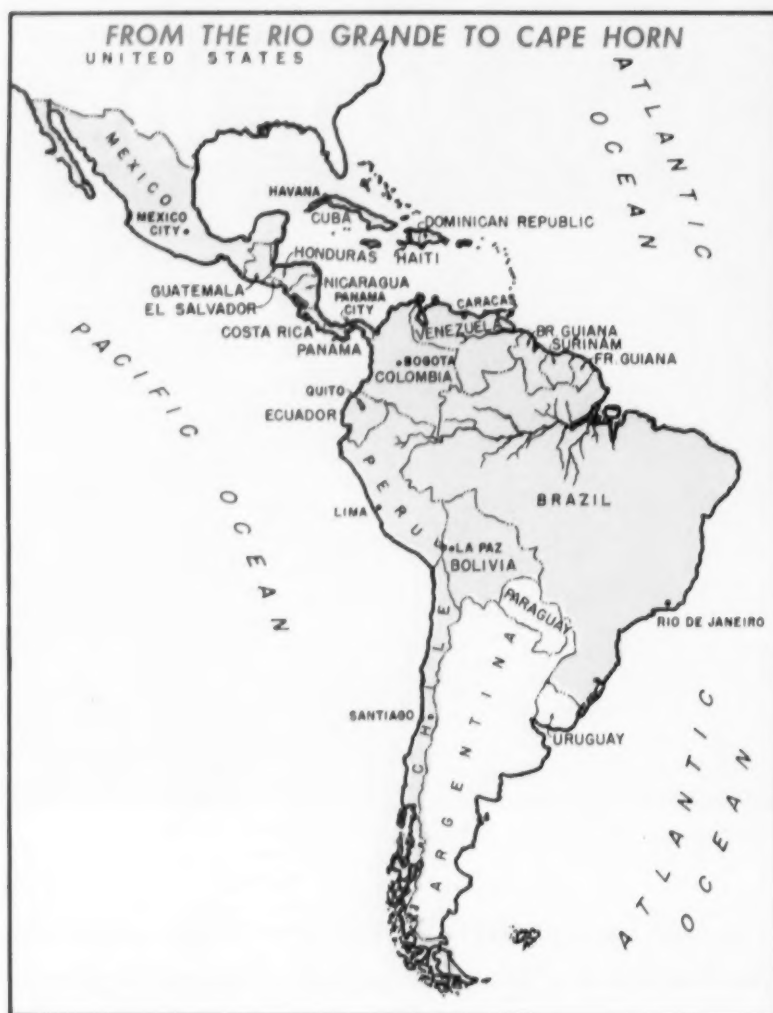 FROM THE RIO GRANDE TO CAPE HORN
UNITED STATES
ATLANTIC
OCEAN
MEXICO
MEXICO
CITY
HAVANA
CUBA
DOMINICAN REPUBLIC
HAITI
HONDURAS
GUATEMALA
EL SALVADOR
NICARAGUA
PANAMA
CITY
COSTA RICA
PANAMA
CARACAS
VENEZUELA
BR. GUIANA
SURINAM
FR. GUIANA
BOGOTA
COLOMBIA
QUITO
ECUADOR
PACIFIC
OCEAN
PERU
LIMA
BRAZIL
LA PAZ
BOLIVIA
PARAGUAY
RIO DE JANEIRO
CHILE
ARGENTINA
SANTIAGO
URUGUAY
ATLANTIC
OCEAN